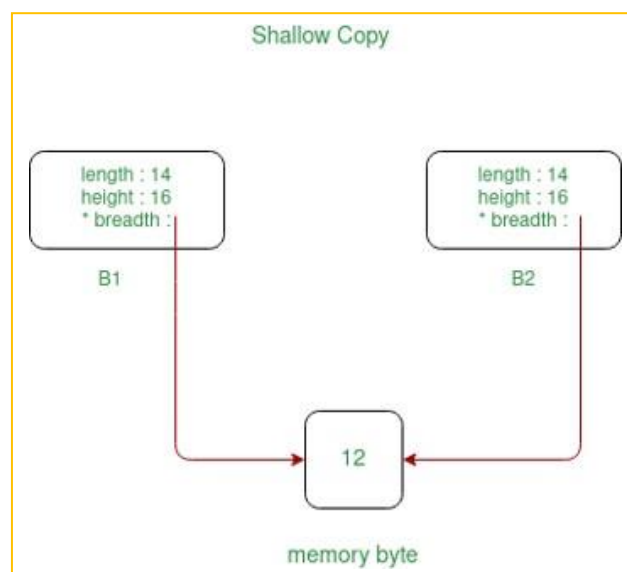 Shallow Copy
length : 14
height : 16
* breadth :
B1
length : 14
height : 16
* breadth :
B2
12
memory byte